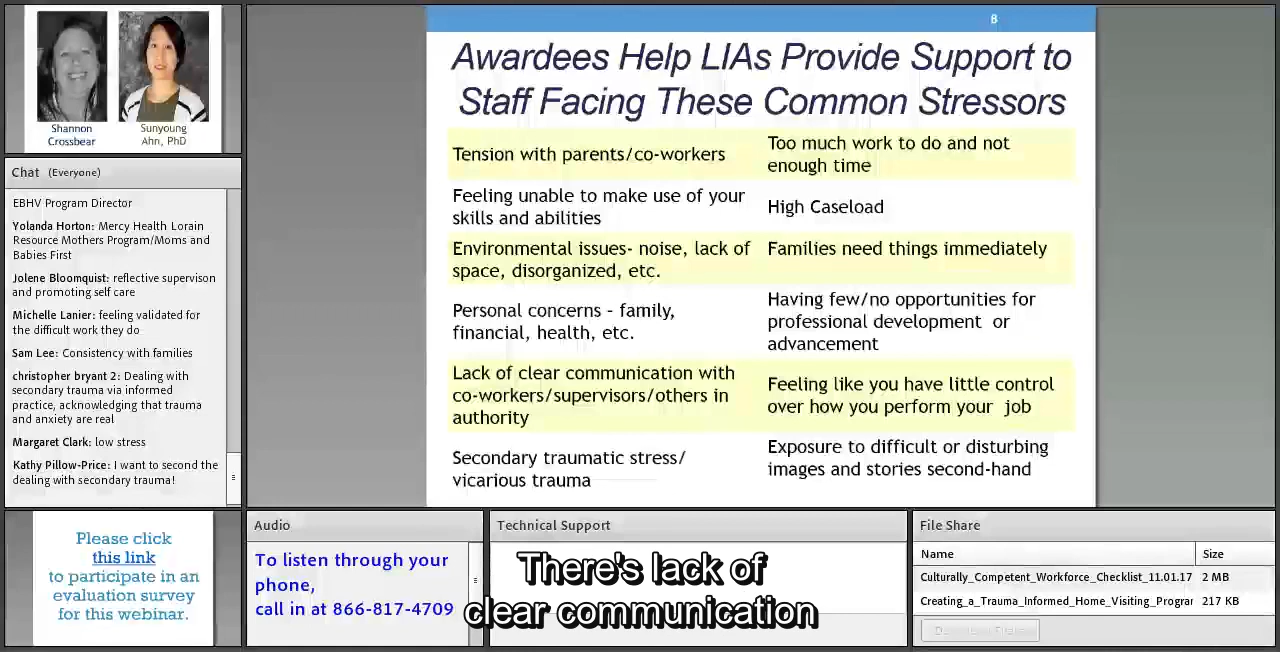 Shannon
Crossbear
Sunyoung
Ahn, PhD
Chat (Everyone)
EBHV Program Director
Yolanda Horton: Mercy Health Lorain
Resource Mothers Program/Moms and
Babies First
Jolene Bloomquist: reflective supervison
and promoting self care
Michelle Lanier: feeling validated for
the difficult work they do
Sam Lee: Consistency with families
christopher bryant 2: Dealing with
secondary trauma via informed
practice, acknowledging that trauma
and anxiety are real
Margaret Clark: low stress
Kathy Pillow-Price: I want to second the
dealing with secondary trauma!
Please click
this link
to participate in an
evaluation survey
for this webinar.
8
Awardees Help LIAs Provide Support to
Staff Facing These Common Stressors
Tension with parents/co-workers
Too much work to do and not
enough time
Feeling unable to make use of your
skills and abilities
High Caseload
Environmental issues- noise, lack of
space, disorganized, etc.
Families need things immediately
Personal concerns – family,
financial, health, etc.
Having few/no opportunities for
professional development or
advancement
Lack of clear communication with
co-workers/supervisors/others in
authority
Feeling like you have little control
over how you perform your job
Secondary traumatic stress/
vicarious trauma
Exposure to difficult or disturbing
images and stories second-hand
Audio
To listen through your
phone,
call in at 866-817-4709
Technical Support
There's lack of
clear communication
File Share
Name Size
Culturally_Competent_Workforce_Checklist_11.01.17 2 MB
Creating_a_Trauma_Informed_Home_Visiting_Prograr 217 KB